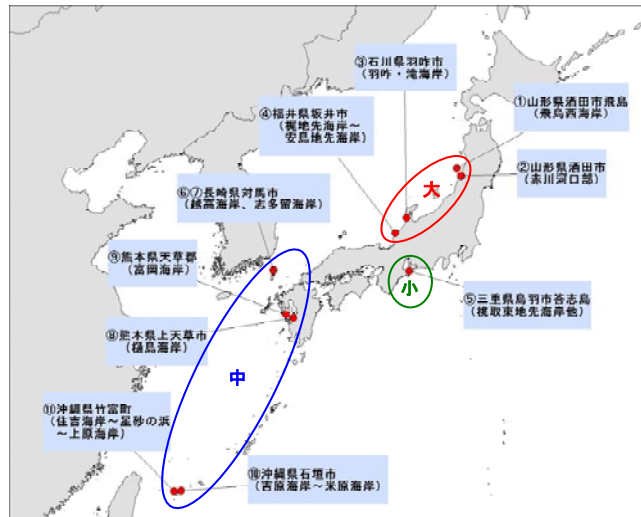 ③石川県羽咋市
（羽咋・滝海岸）
①山形県酒田市飛島
（飛鳥西海岸）
④福井県坂井市
（梶地先海岸～
安島地先海岸）
②山形県酒田市
（赤川河口部）
大
⑥⑦長崎県対馬市
（越高海岸、志多留海岸）
⑨熊本県天草郡
（富岡海岸）
小
⑤三重県鳥羽市答志島
（桃取東地先海岸他）
⑧熊本県上天草市
（樋島海岸）
中
⑪沖縄県竹富町
（住吉海岸～星砂の浜
～上原海岸）
⑩沖縄県石垣市
（吉原海岸～米原海岸）